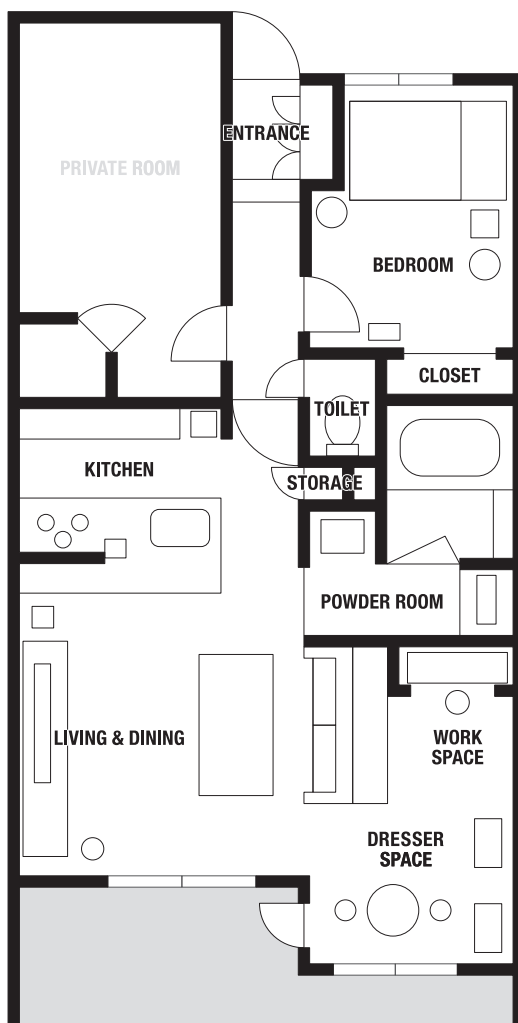 ENTRANCE
PRIVATE ROOM
BEDROOM
CLOSET
TOILET
KITCHEN
STORAGE
POWDER ROOM
LIVING & DINING
WORK
SPACE
DRESSER
SPACE